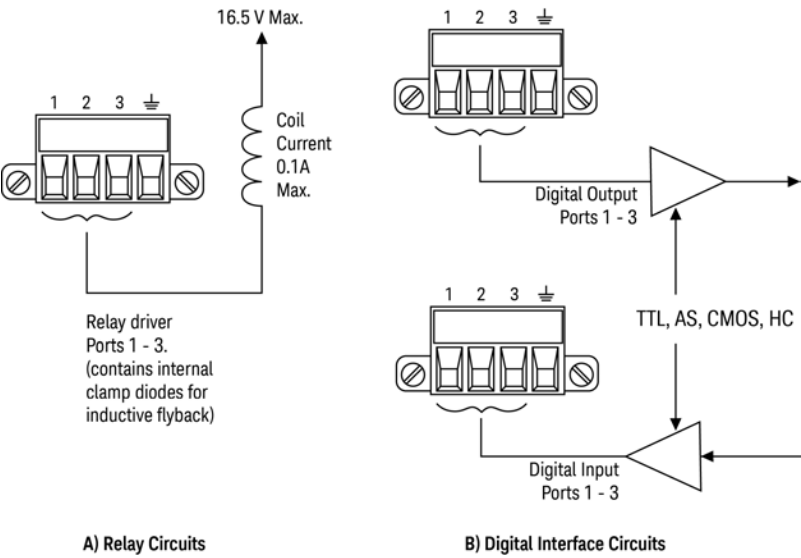 16.5 V Max.
1 2 3
Coil
Current
0.1A
Max.
Relay driver
Ports 1 - 3.
(contains internal
clamp diodes for
inductive flyback)
A) Relay Circuits
1 2 3
Digital Output
Ports 1 - 3
TTL, AS, CMOS, HC
1 2 3
Digital Input
Ports 1 - 3
B) Digital Interface Circuits